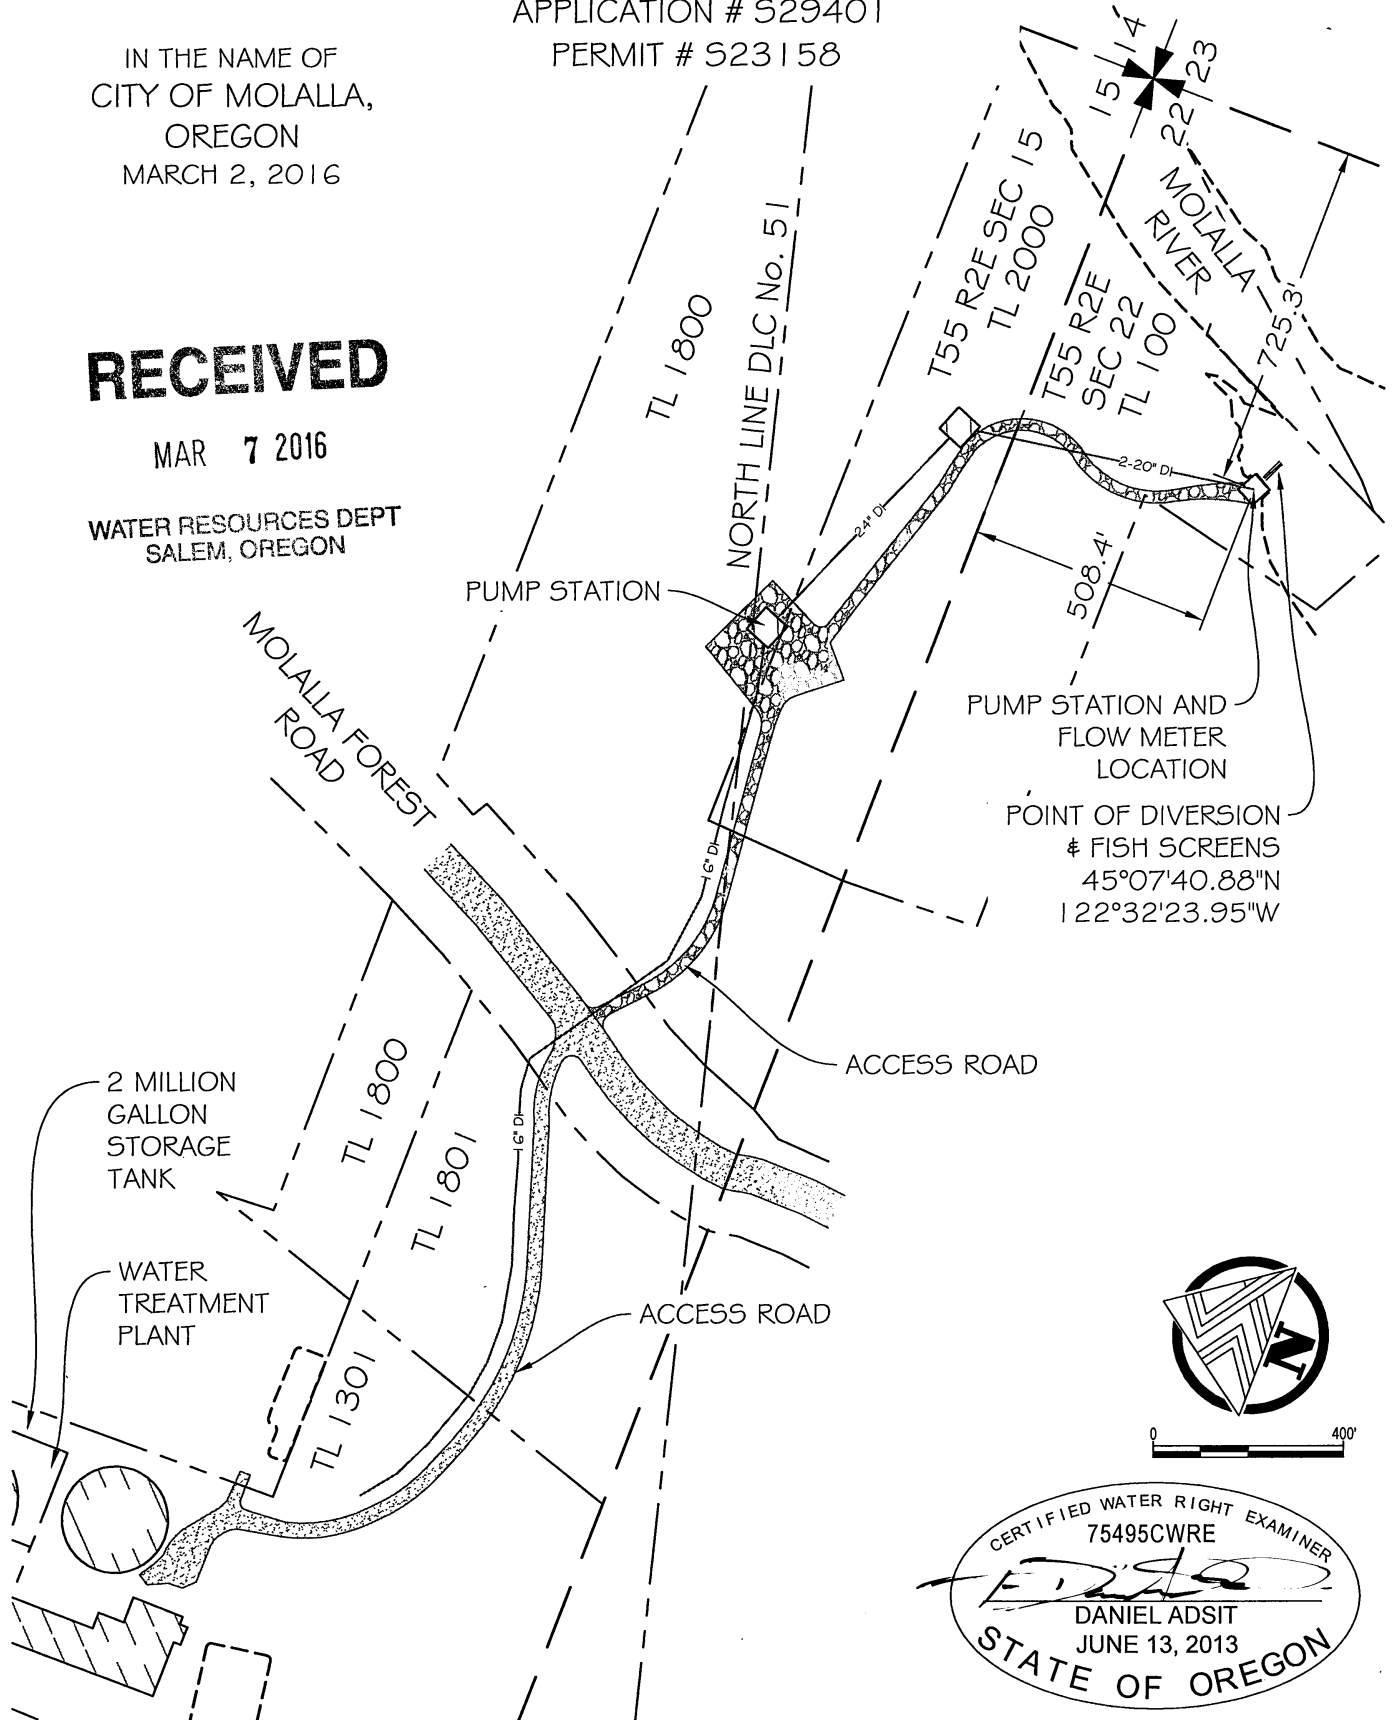 APPLICATION # S29401
PERMIT # S23158
IN THE NAME OF
CITY OF MOLALLA,
OREGON
MARCH 2, 2016
RECEIVED
MAR 7 2016
WATER RESOURCES DEPT
SALEM, OREGON
14
15
23
22
MOLALLA
RIVER
725.3'
T5S R2E SEC 15
TL 2000
T5S R2E
SEC 22
TL 100
TL 1800
NORTH LINE DLC No. 51
2-20" DI
24" DI
508.4'
PUMP STATION
MOLALLA FOREST
ROAD
PUMP STATION AND
FLOW METER
LOCATION
POINT OF DIVERSION
& FISH SCREENS
45°07'40.88"N
122°32'23.95"W
16" DI
ACCESS ROAD
2 MILLION
GALLON
STORAGE
TANK
TL 1800
TL 1801
16" DI
WATER
TREATMENT
PLANT
ACCESS ROAD
TL 1301
N
0 400'
CERTIFIED WATER RIGHT EXAMINER
75495CWRE
DANIEL ADSIT
JUNE 13, 2013
STATE OF OREGON